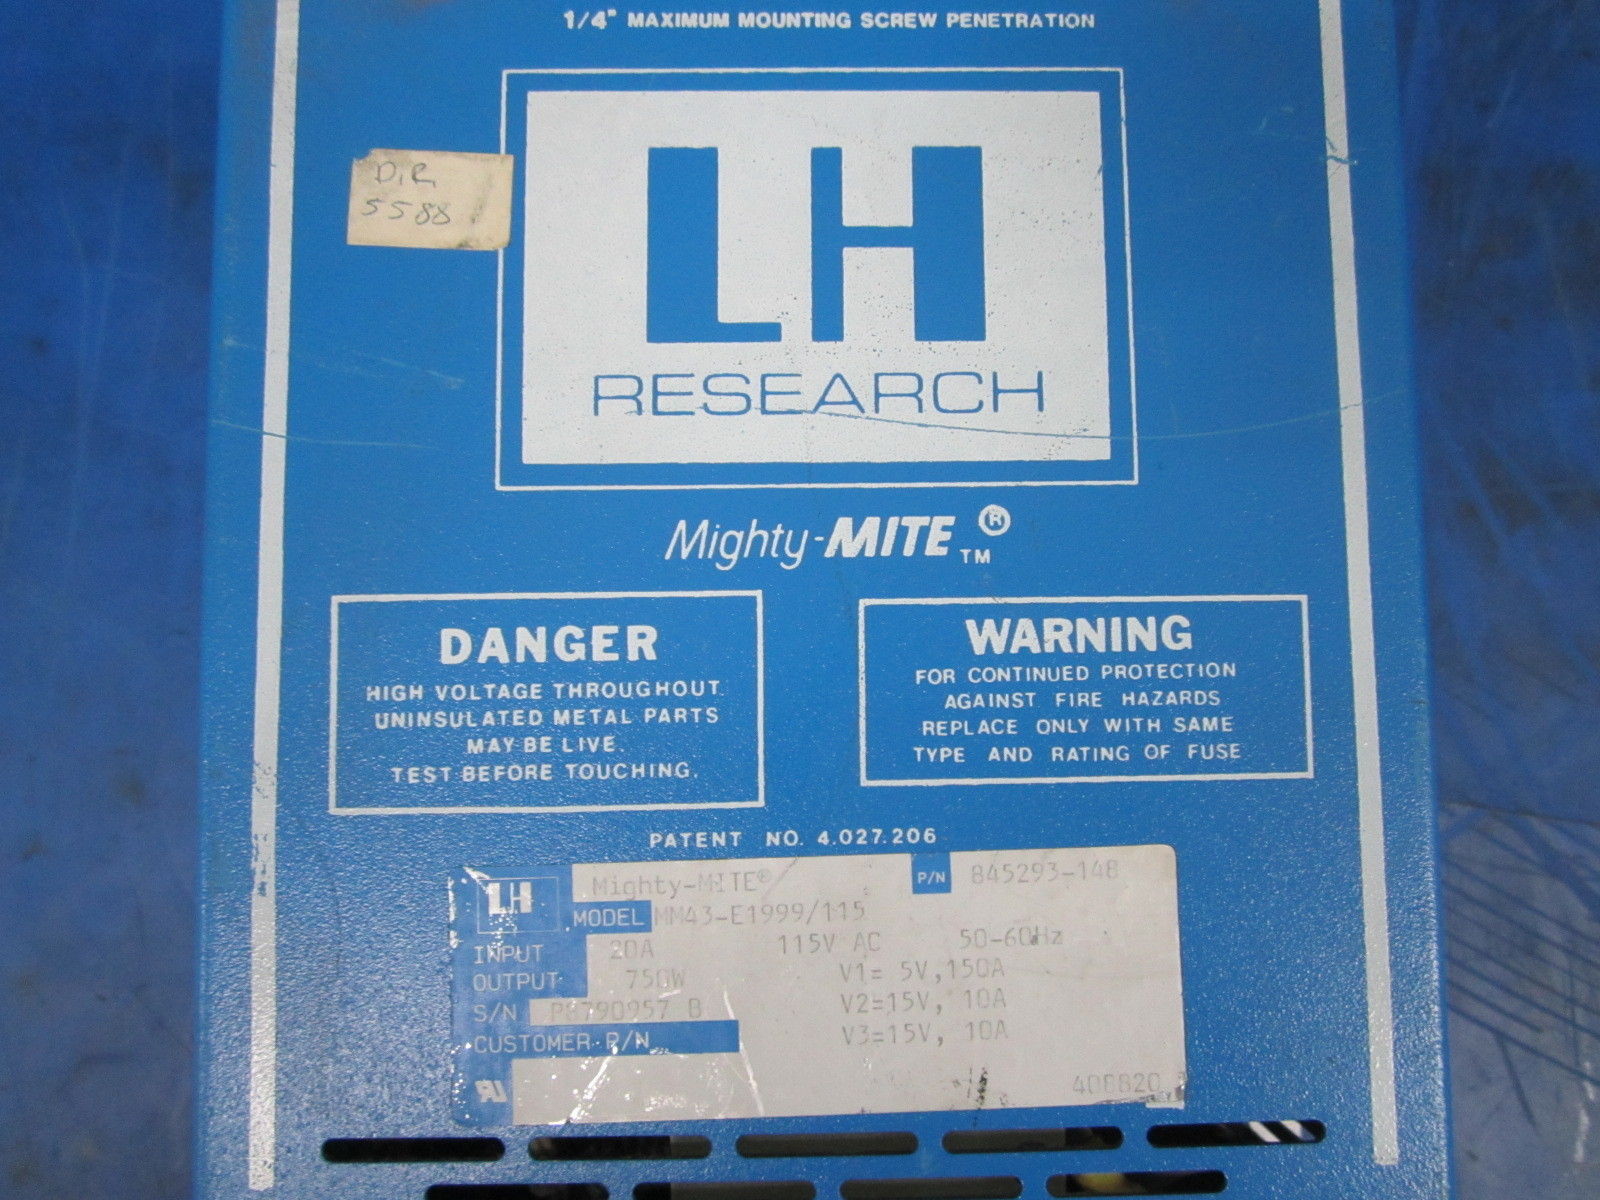 1/4" MAXIMUM MOUNTING SCREW PENETRATION
D.R.
5588
LH
RESEARCH
Mighty-MITE ®
TM
DANGER
HIGH VOLTAGE THROUGHOUT.
UNINSULATED METAL PARTS
MAY BE LIVE.
TEST BEFORE TOUCHING.
WARNING
FOR CONTINUED PROTECTION
AGAINST FIRE HAZARDS
REPLACE ONLY WITH SAME
TYPE AND RATING OF FUSE
PATENT NO. 4.027.206
LH Mighty-MITE® P/N 845293-148
MODEL MM43-E1999/115
INPUT 20A 115V AC 50-60Hz
OUTPUT 750W V1= 5V,150A
S/N P8790957 B V2=15V, 10A
CUSTOMER P/N V3=15V, 10A